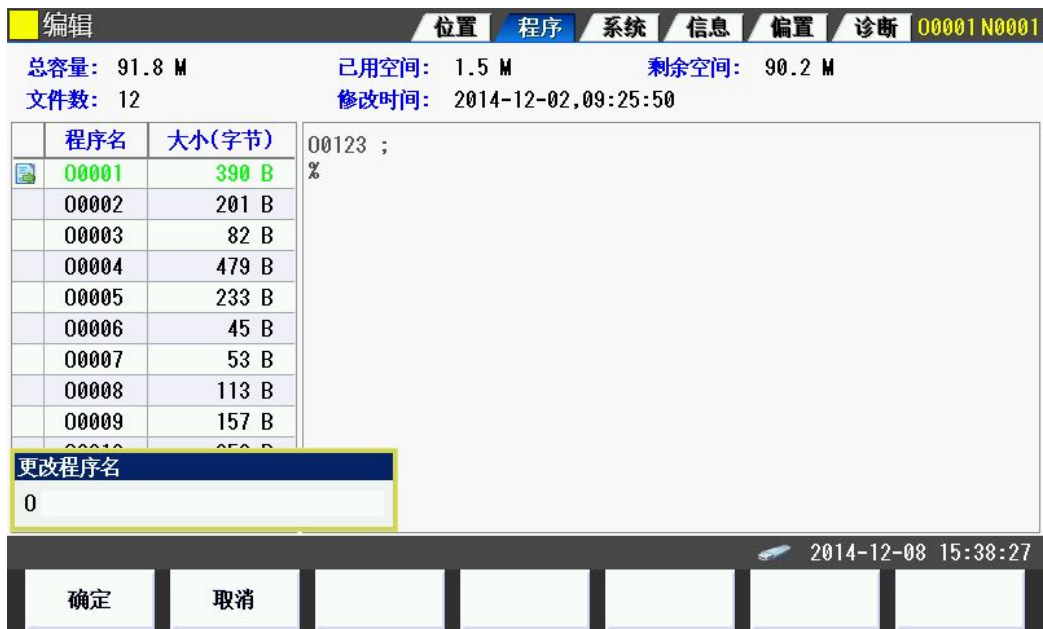 编辑 位置 程序 系统 信息 偏置 诊断 O0001 N0001
总容量: 91.8 M 已用空间: 1.5 M 剩余空间: 90.2 M
文件数: 12 修改时间: 2014-12-02,09:25:50
程序名 大小(字节)
O0001 390 B
O0002 201 B
O0003 82 B
O0004 479 B
O0005 233 B
O0006 45 B
O0007 53 B
O0008 113 B
O0009 157 B
O0123 ;
%
更改程序名
O
2014-12-08 15:38:27
确定 取消